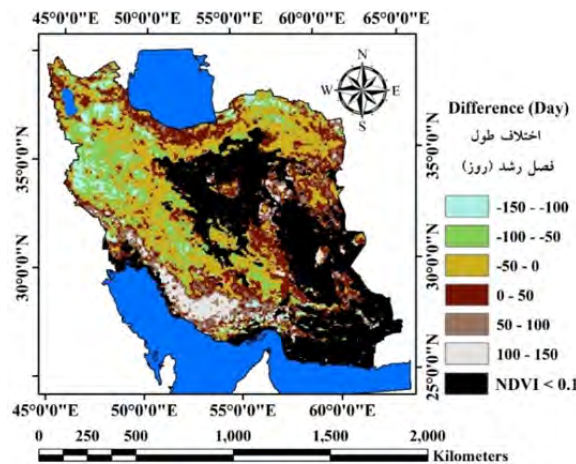 45°0'0"E 50°0'0"E 55°0'0"E 60°0'0"E 65°0'0"E
35°0'0"N
30°0'0"N
25°0'0"N
35°0'0"N
30°0'0"N
25°0'0"N
N
W E
S
Difference (Day)
اختلاف طول
فصل رشد (روز)
-150 - -100
-100 - -50
-50 - 0
0 - 50
50 - 100
100 - 150
NDVI < 0.1
45°0'0"E 50°0'0"E 55°0'0"E 60°0'0"E
0 250 500 1,000 1,500 2,000
Kilometers